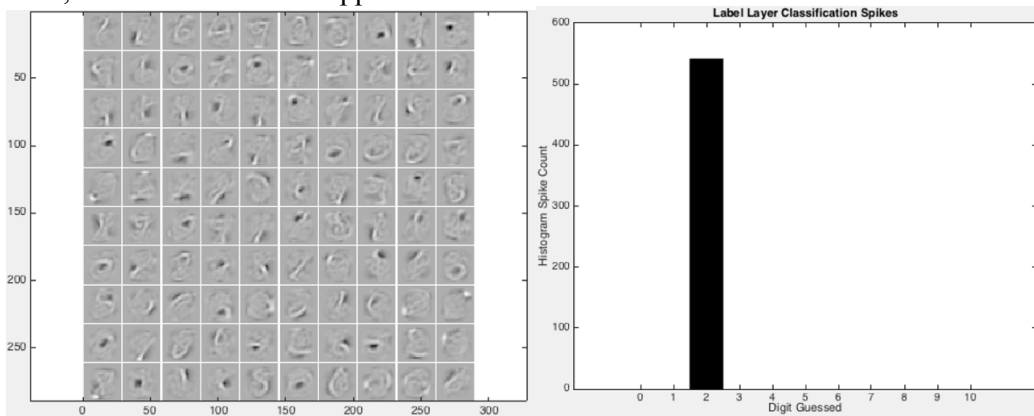 50
100
150
200
250
0 50 100 150 200 250 300
Label Layer Classification Spikes
Histogram Spike Count
600
500
400
300
200
100
0
0 1 2 3 4 5 6 7 8 9 10
Digit Guessed